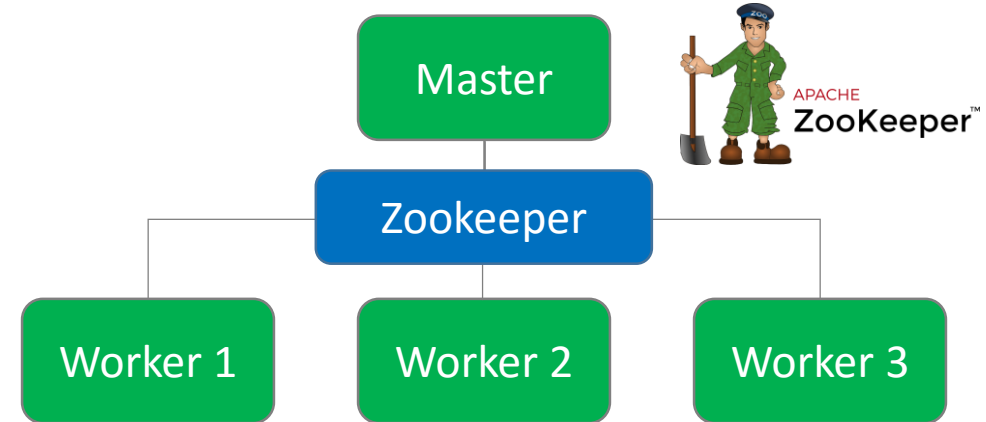 Master
ZOO
APACHE
ZooKeeper™
Zookeeper
Worker 1
Worker 2
Worker 3